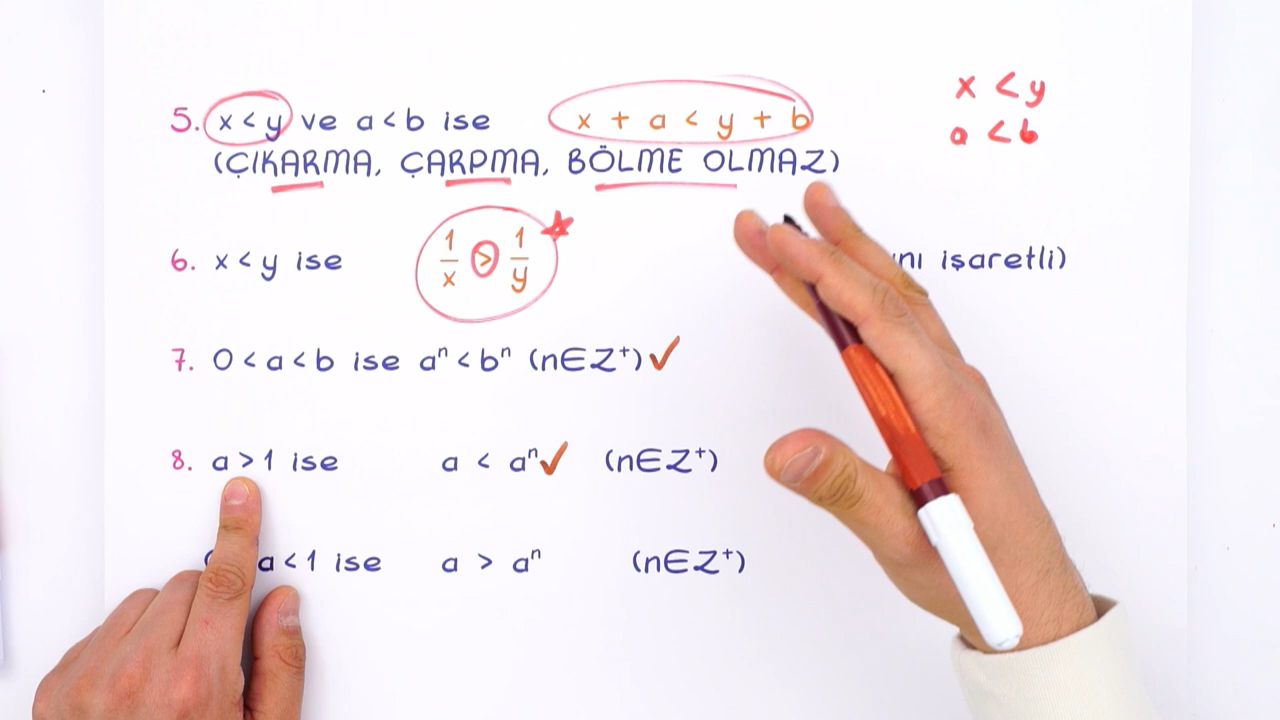 x < y
a < b
5. x < y ve a < b ise x + a < y + b
(ÇIKARMA, ÇARPMA, BÖLME OLMAZ)
6. x < y ise 1/x > 1/y işaretli)
7. 0 < a < b ise aⁿ < bⁿ (n∈Z⁺) ✓
8. a > 1 ise a < aⁿ ✓ (n∈Z⁺)
a < 1 ise a > aⁿ (n∈Z⁺)